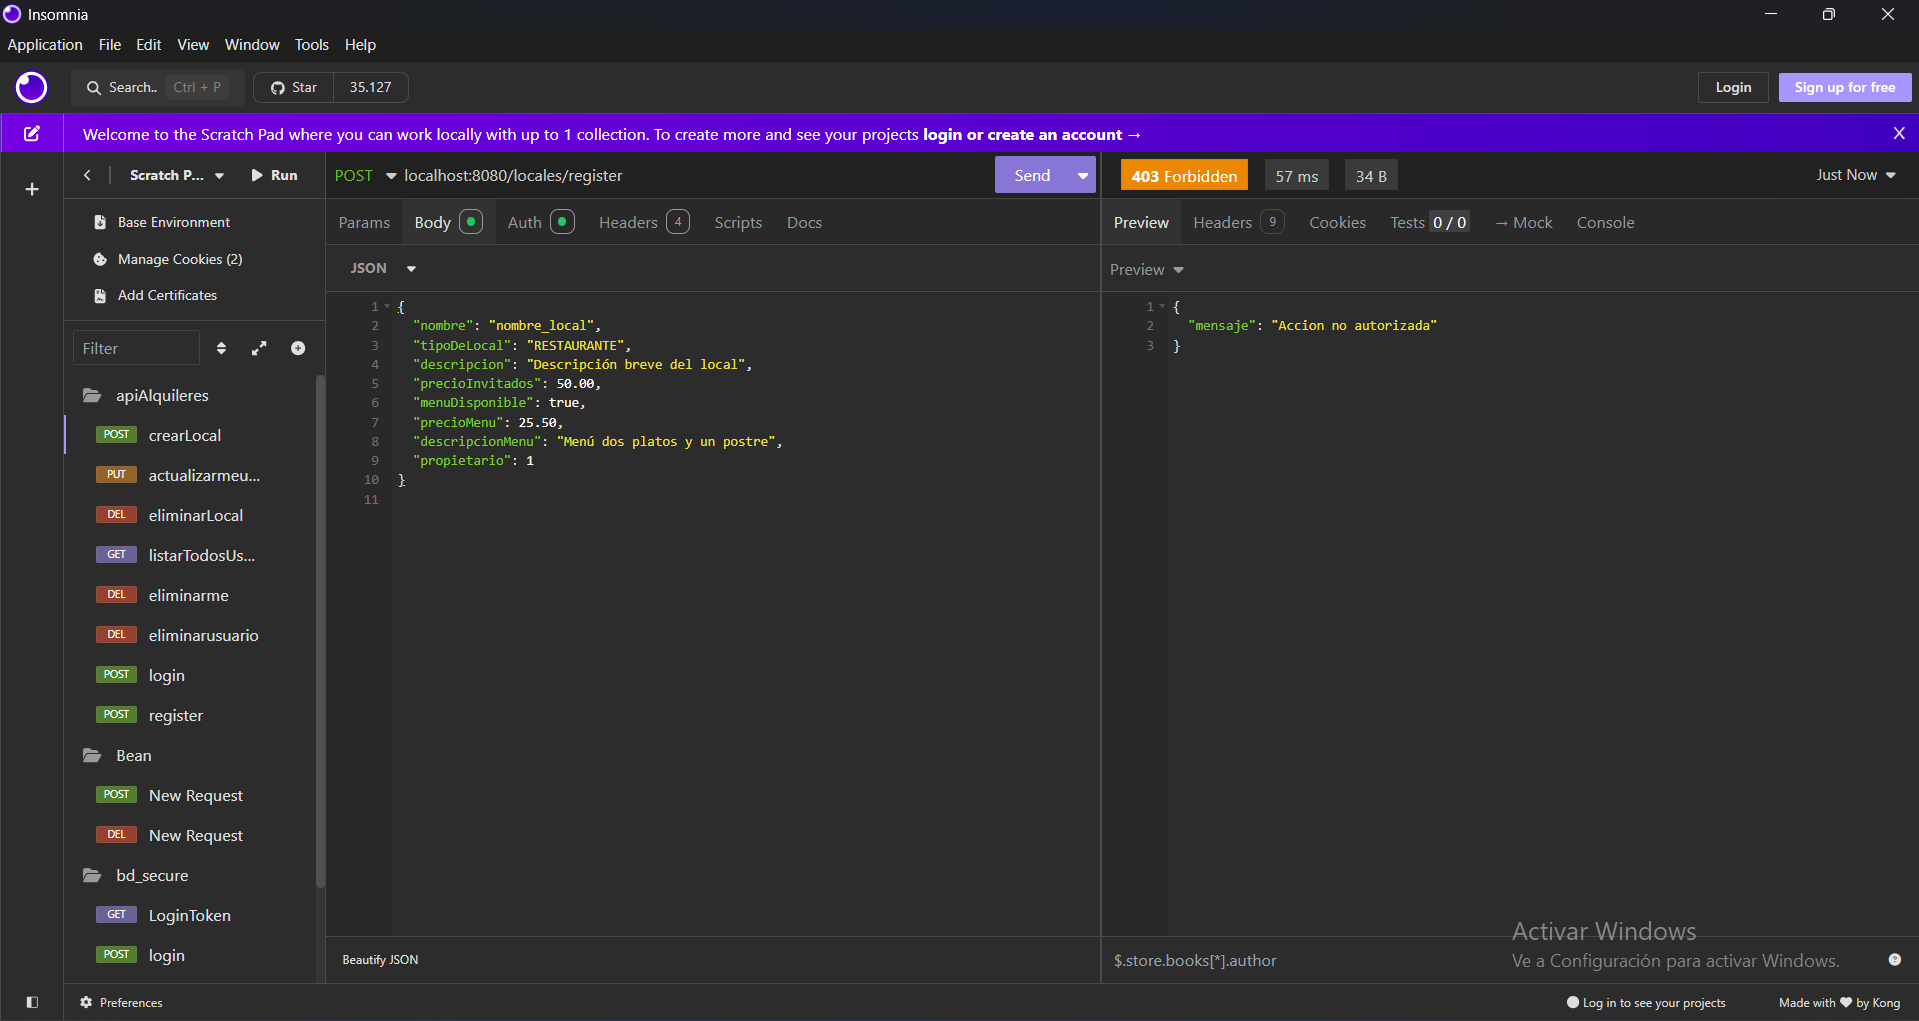 Insomnia
Application File Edit View Window Tools Help
Search.. Ctrl + P Star 35.127 Login Sign up for free
Welcome to the Scratch Pad where you can work locally with up to 1 collection. To create more and see your projects login or create an account → X
Scratch P... Run
Base Environment
Manage Cookies (2)
Add Certificates
Filter
apiAlquileres
POST crearLocal
PUT actualizarmeu...
DEL eliminarLocal
GET listarTodosUs...
DEL eliminarme
DEL eliminarusuario
POST login
POST register
Bean
POST New Request
DEL New Request
bd_secure
GET LoginToken
POST login
Preferences
POST localhost:8080/locales/register Send
Params Body Auth Headers 4 Scripts Docs
JSON
1 {
2 "nombre": "nombre_local",
3 "tipoDeLocal": "RESTAURANTE",
4 "descripcion": "Descripción breve del local",
5 "precioInvitados": 50.00,
6 "menuDisponible": true,
7 "precioMenu": 25.50,
8 "descripcionMenu": "Menú dos platos y un postre",
9 "propietario": 1
10 }
11
Beautify JSON
403 Forbidden 57 ms 34 B Just Now
Preview Headers 9 Cookies Tests 0 / 0 → Mock Console
Preview
1 {
2 "mensaje": "Accion no autorizada"
3 }
Activar Windows
Ve a Configuración para activar Windows.
$.store.books[*].author
Log in to see your projects Made with ♥ by Kong